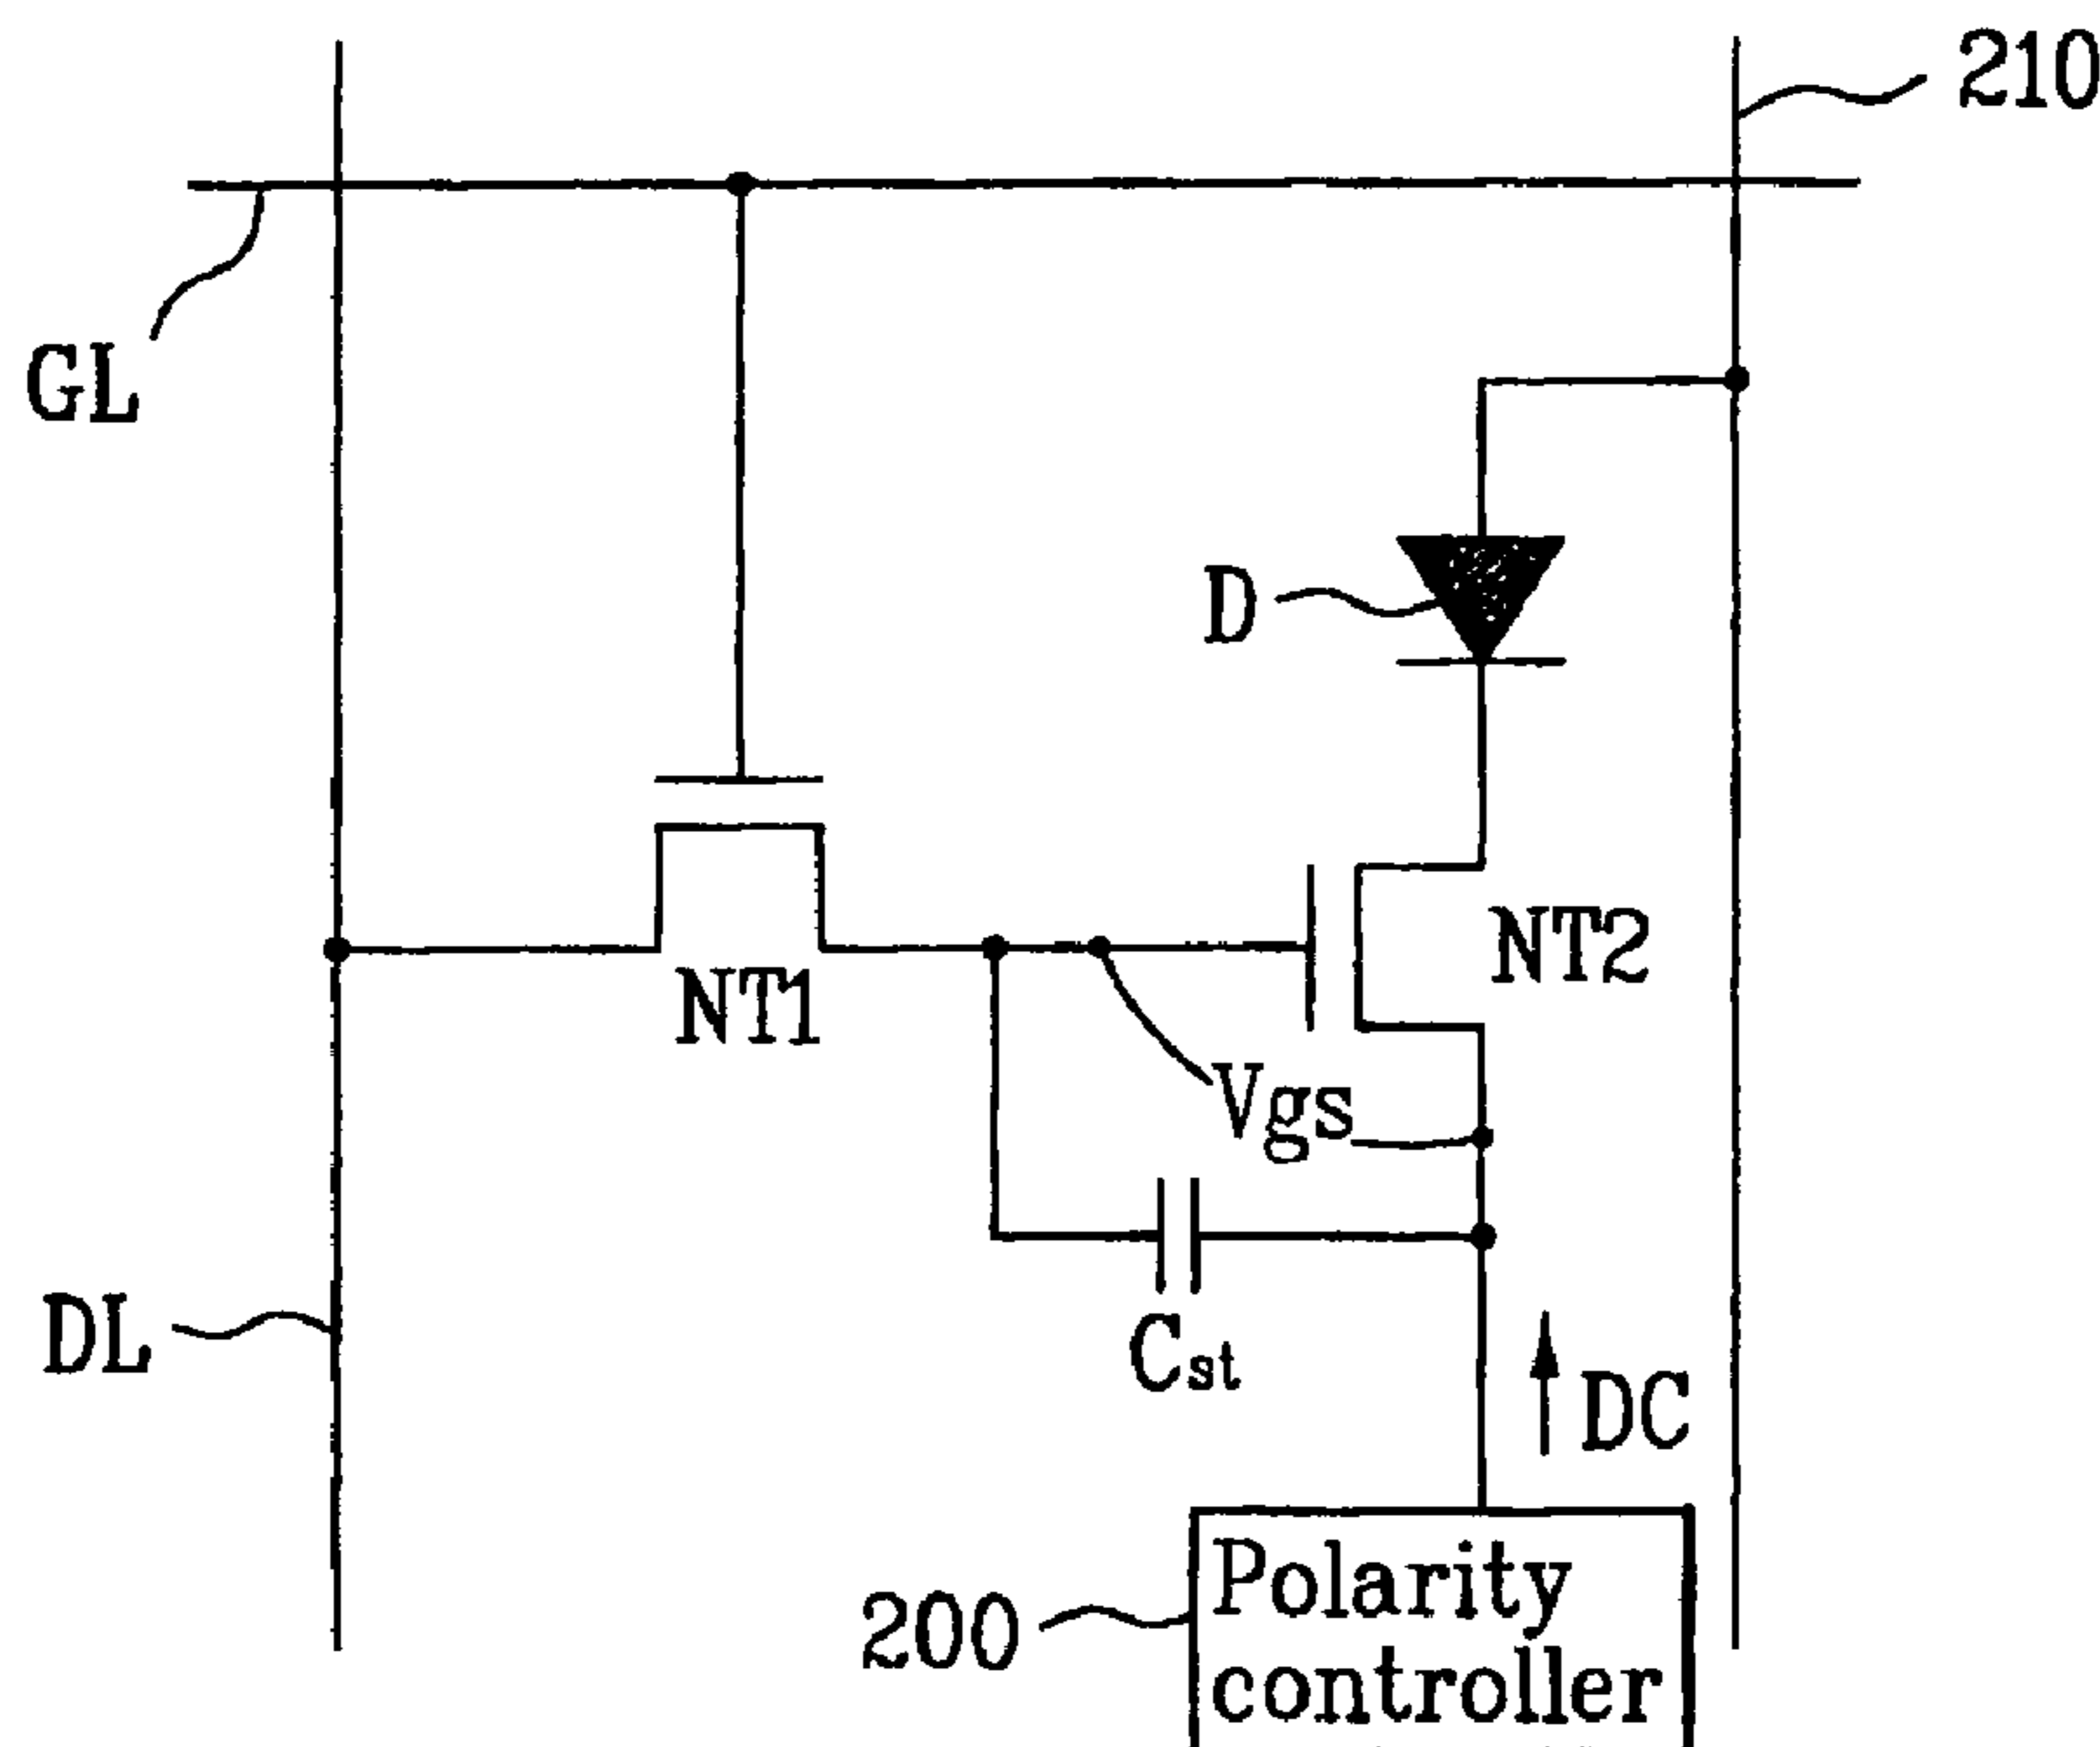 210
GL
D
NT2
NT1
Vgs
DL
Cst
DC
200
Polarity
controller